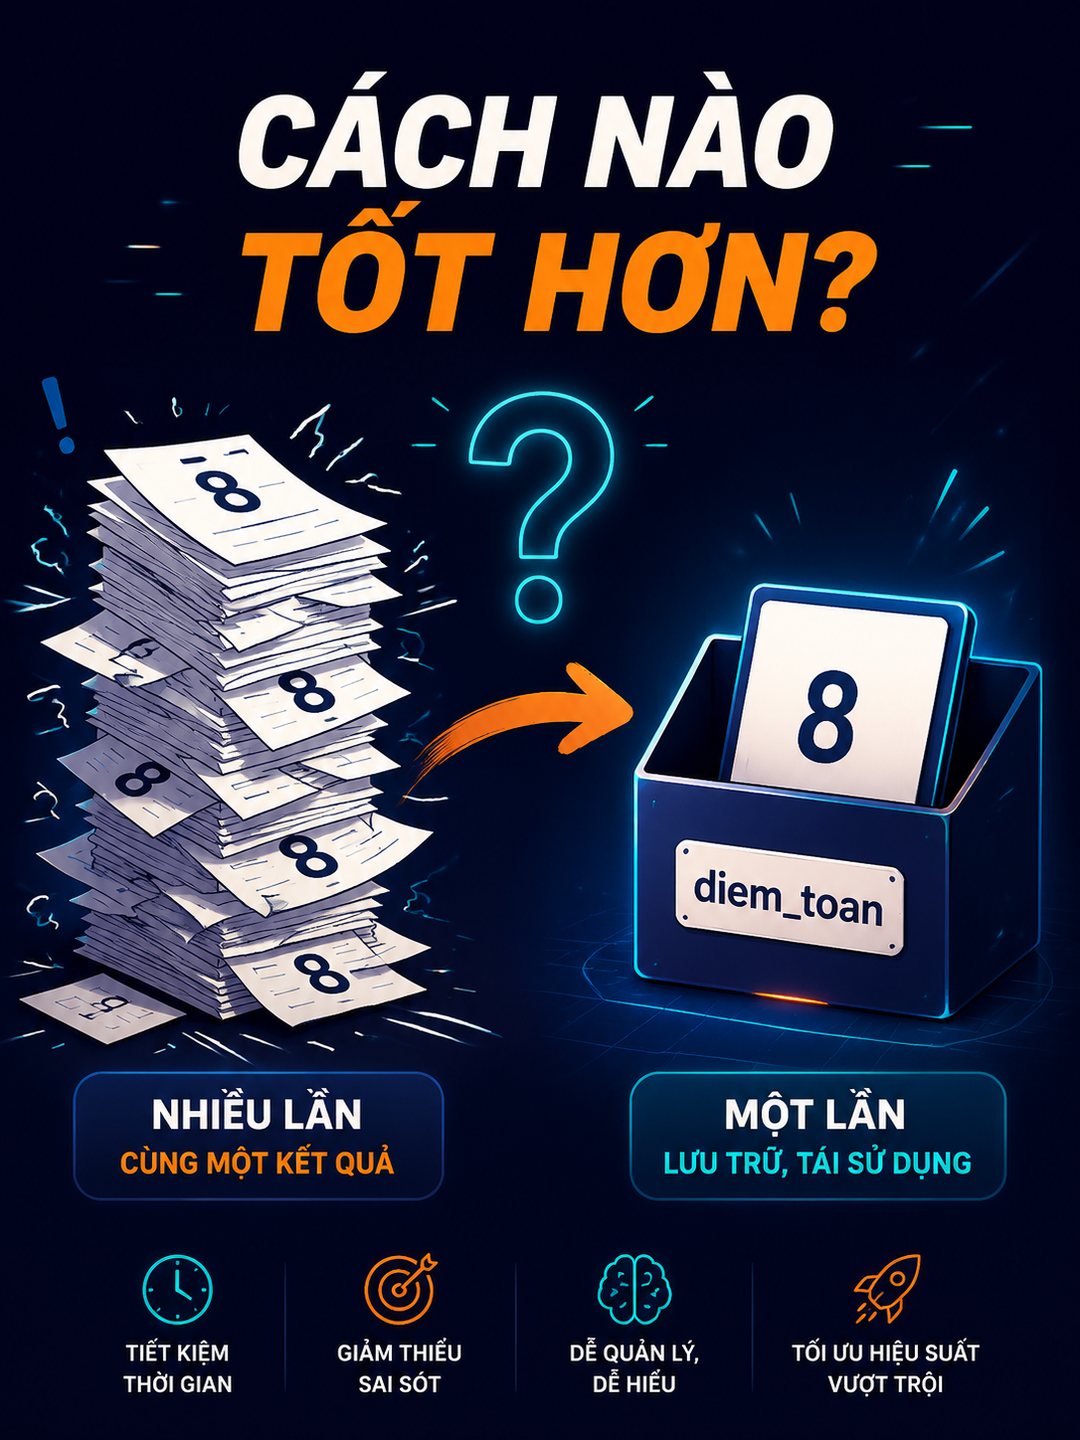 CÁCH NÀO
TỐT HƠN?
!
?
8
8
8
8
8
8
diem_toan
NHIỀU LẦN
CÙNG MỘT KẾT QUẢ
MỘT LẦN
LƯU TRỮ, TÁI SỬ DỤNG
TIẾT KIỆM
THỜI GIAN
GIẢM THIỂU
SAI SÓT
DỄ QUẢN LÝ,
DỄ HIỂU
TỐI ƯU HIỆU SUẤT
VƯỢT TRỘI